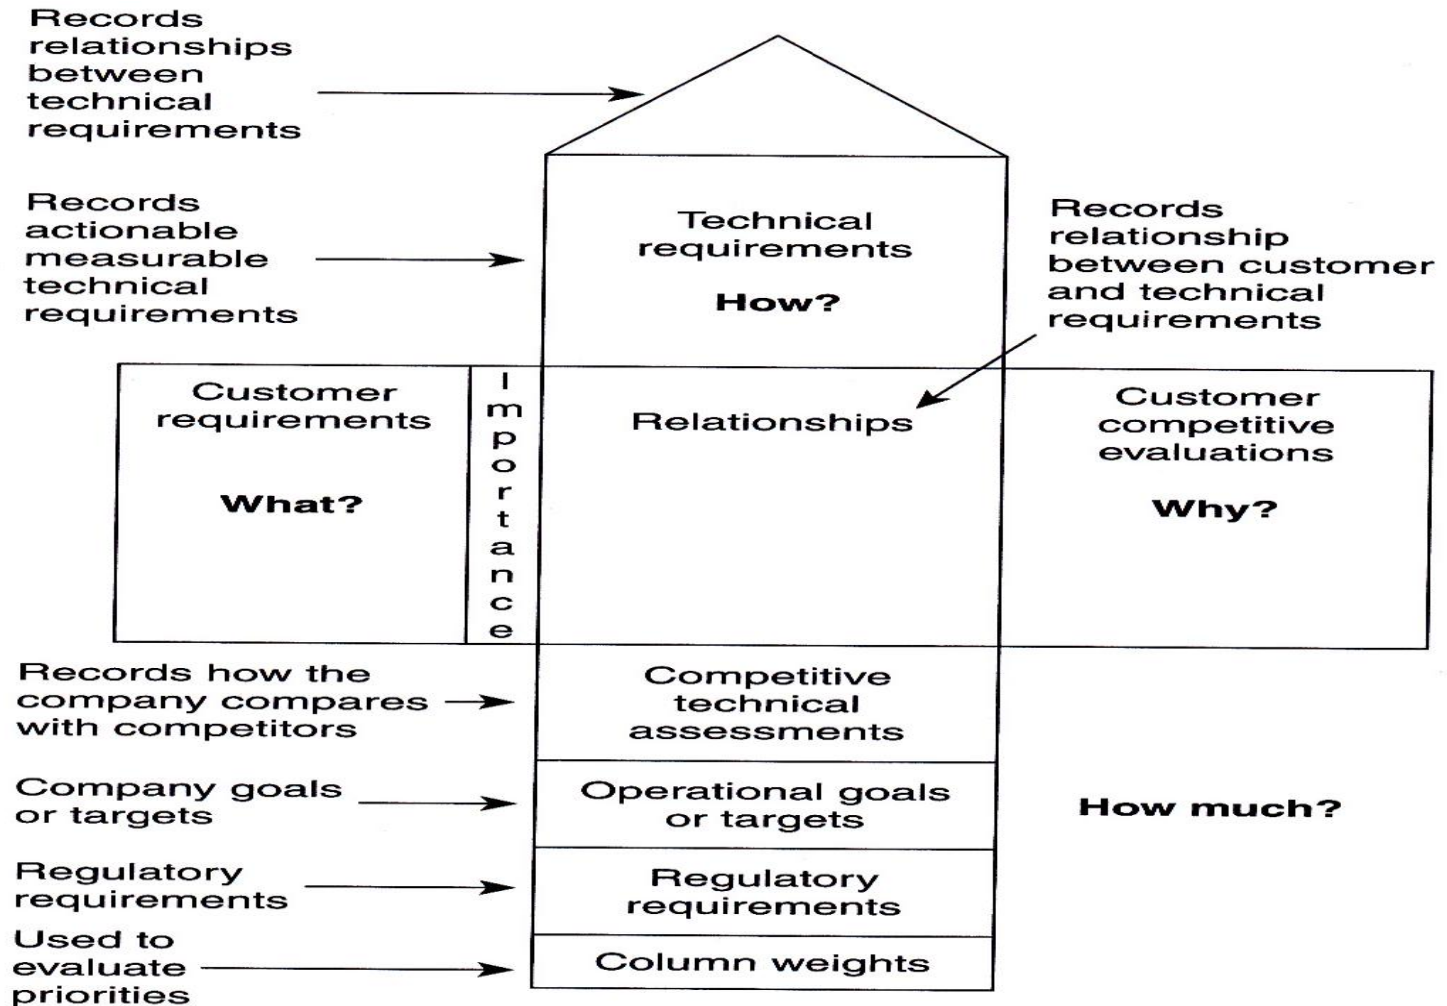 Records
relationships
between
technical
requirements
Records
actionable
measurable
technical
requirements
Technical
requirements
How?
Records
relationship
between customer
and technical
requirements
Customer
requirements
What?
Importance
Relationships
Customer
competitive
evaluations
Why?
Records how the
company compares
with competitors
Competitive
technical
assessments
Company goals
or targets
Operational goals
or targets
How much?
Regulatory
requirements
Regulatory
requirements
Used to
evaluate
priorities
Column weights